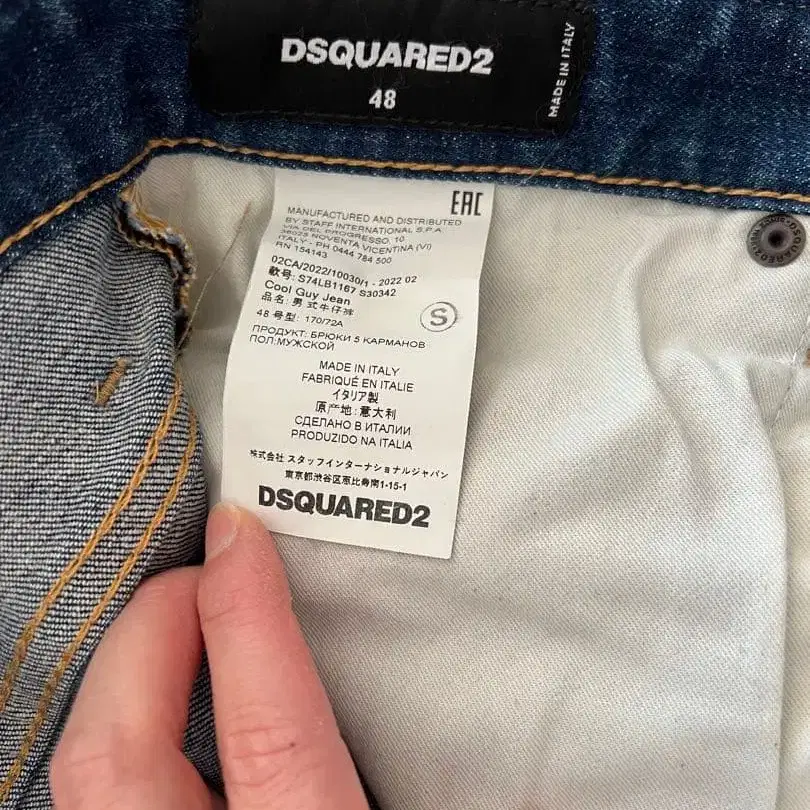 DSQUARED2
48
MADE IN ITALY
EAC
MANUFACTURED AND DISTRIBUTED
BY STAFF INTERNATIONAL S.P.A.
VIA DEL PROGRESSO, 10
36025 NOVENTA VICENTINA (VI)
ITALY - PH 0444 784 500
RN 154143
02CA/2022/10030/1 - 2022 02
款号: S74LB1167 S30342
Cool Guy Jean
品名: 男式牛仔裤
48 号型: 170/72A
S
ПРОДУКТ: БРЮКИ 5 КАРМАНОВ
ПОЛ:МУЖСКОЙ
MADE IN ITALY
FABRIQUÉ EN ITALIE
イタリア製
原产地:意大利
СДЕЛАНО В ИТАЛИИ
PRODUZIDO NA ITALIA
株式会社 スタッフインターナショナルジャパン
東京都渋谷区恵比寿南1-15-1
DSQUARED2